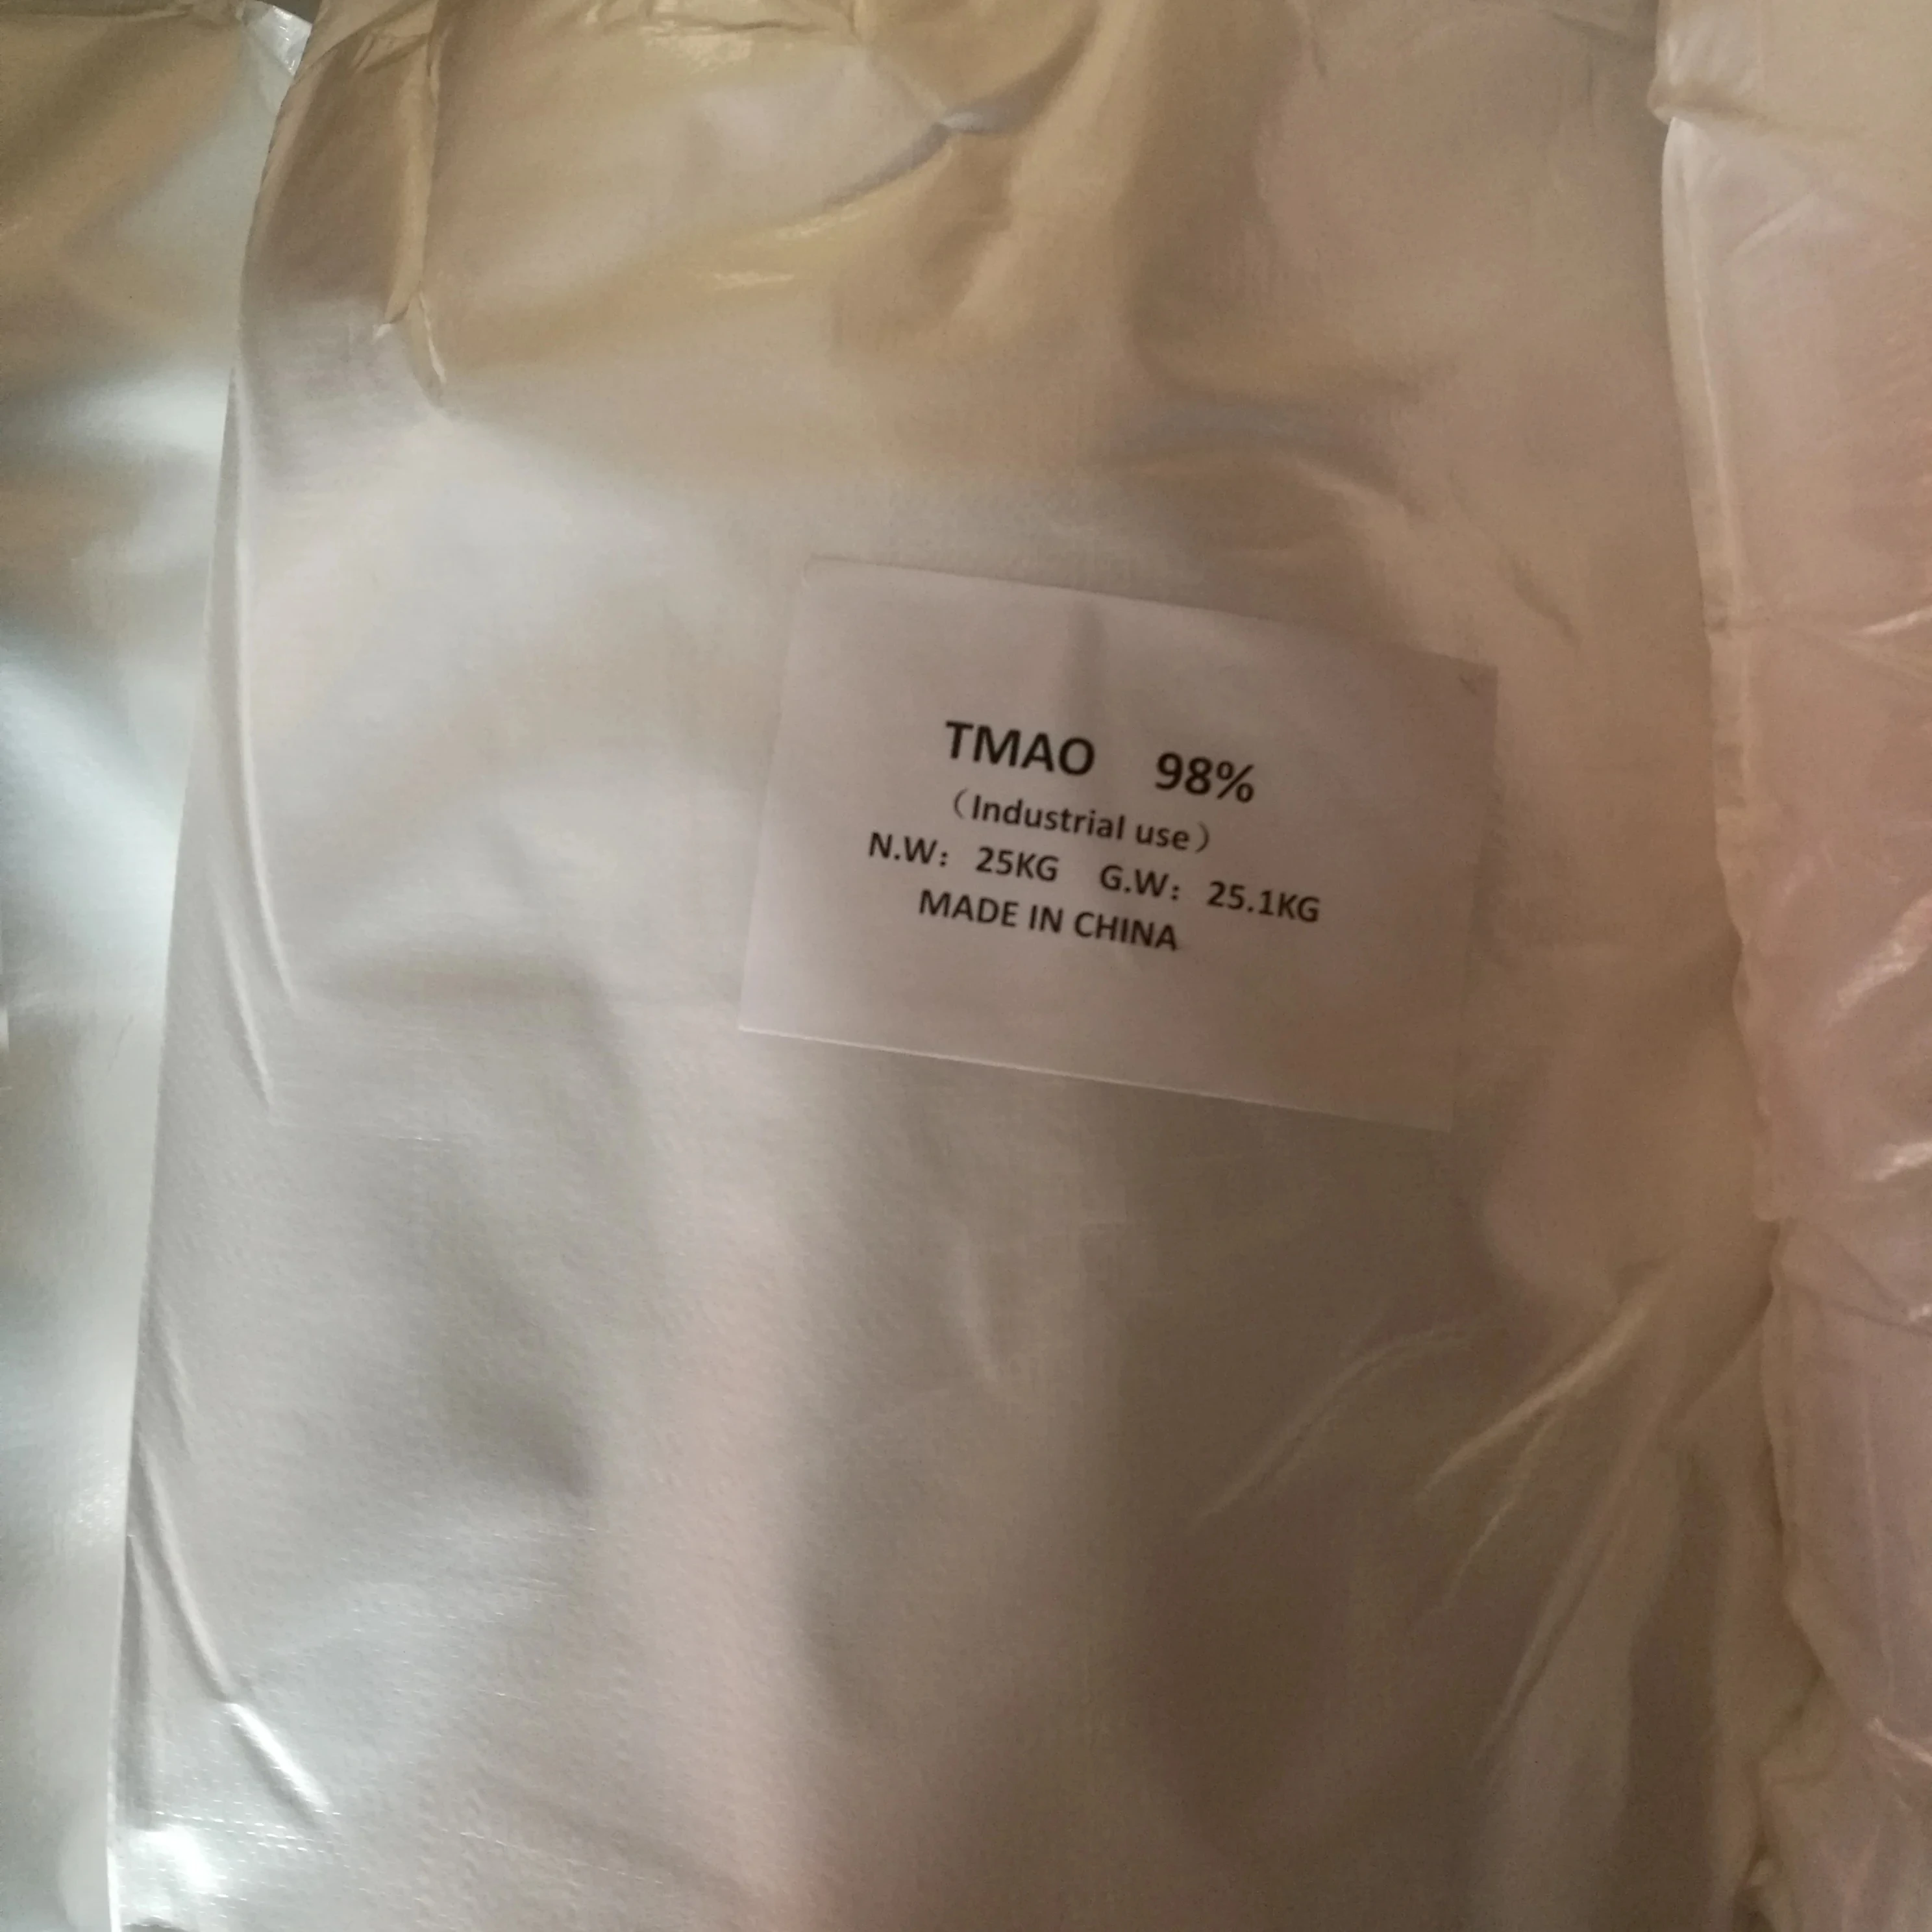 TMAO 98%
（Industrial use）
N.W： 25KG G.W： 25.1KG
MADE IN CHINA